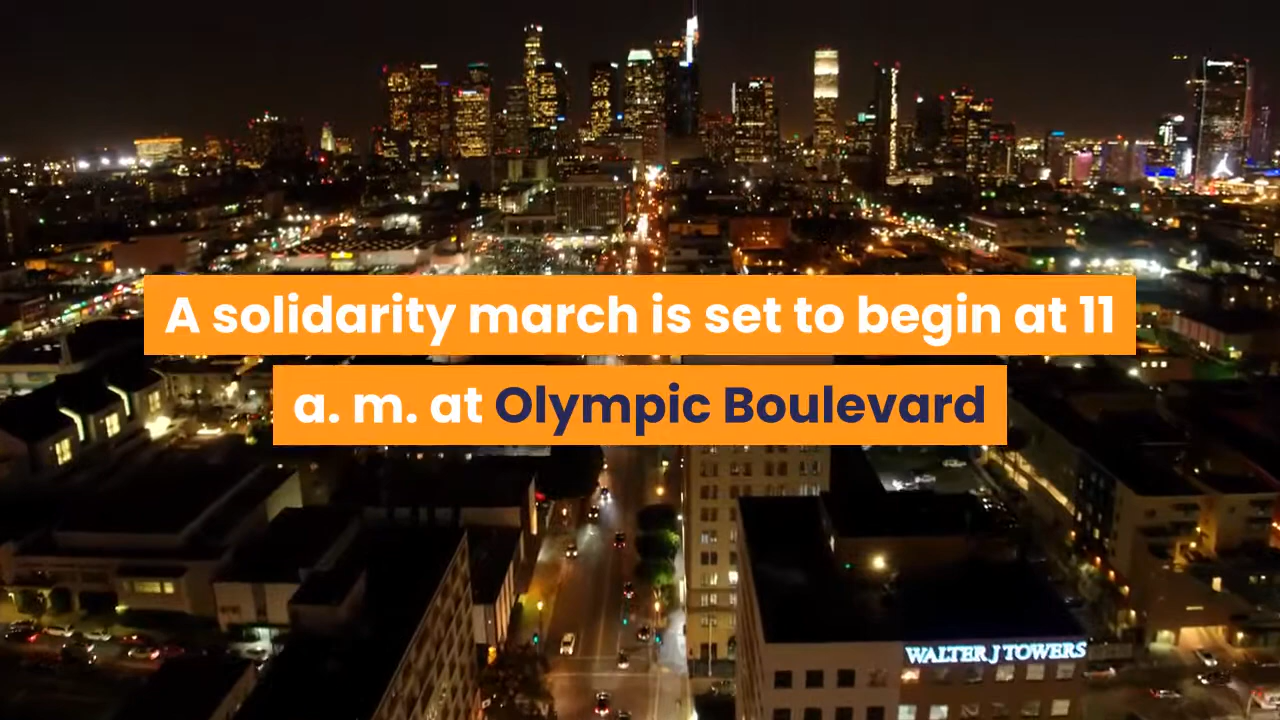 A solidarity march is set to begin at 11
a. m. at Olympic Boulevard
WALTER J TOWERS